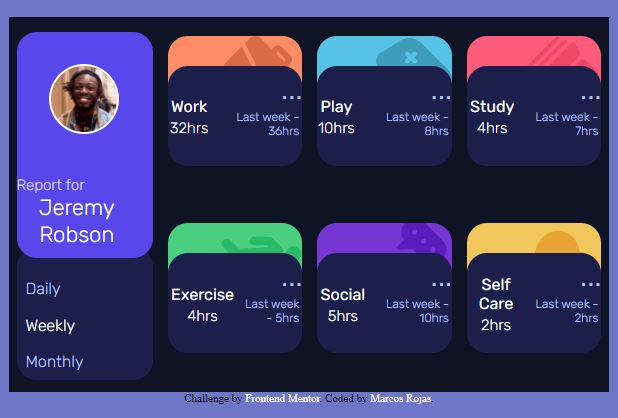 Report for
Jeremy
Robson
Daily
Weekly
Monthly
Work
32hrs
...
Last week -
36hrs
Play
10hrs
...
Last week -
8hrs
Study
4hrs
...
Last week -
7hrs
Exercise
4hrs
...
Last week
- 5hrs
Social
5hrs
...
Last week -
10hrs
Self
Care
2hrs
...
Last week -
2hrs
Challenge by Frontend Mentor. Coded by Marcos Rojas.